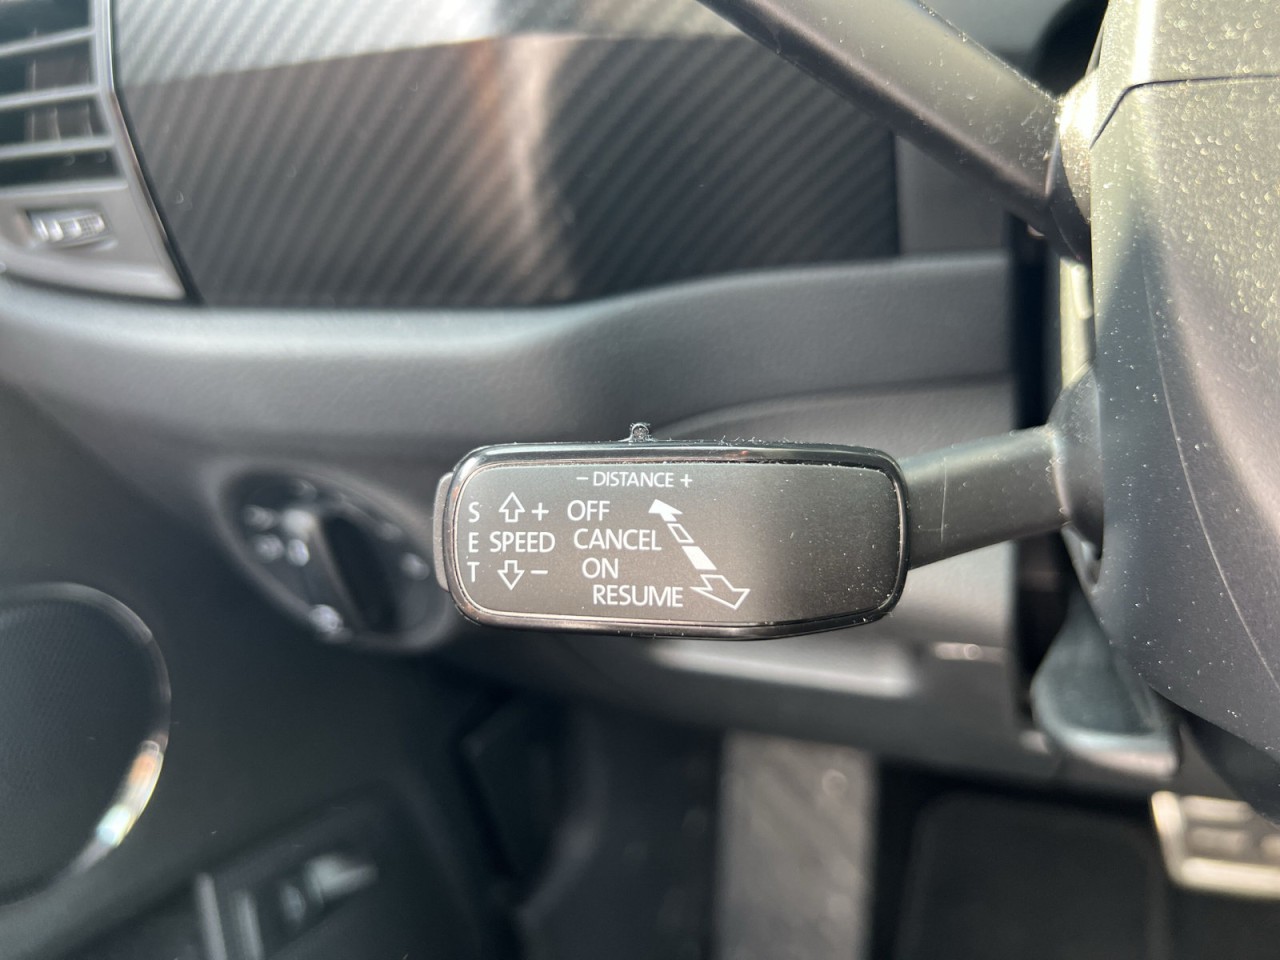 − DISTANCE +
S + OFF
E SPEED CANCEL
T − ON
RESUME